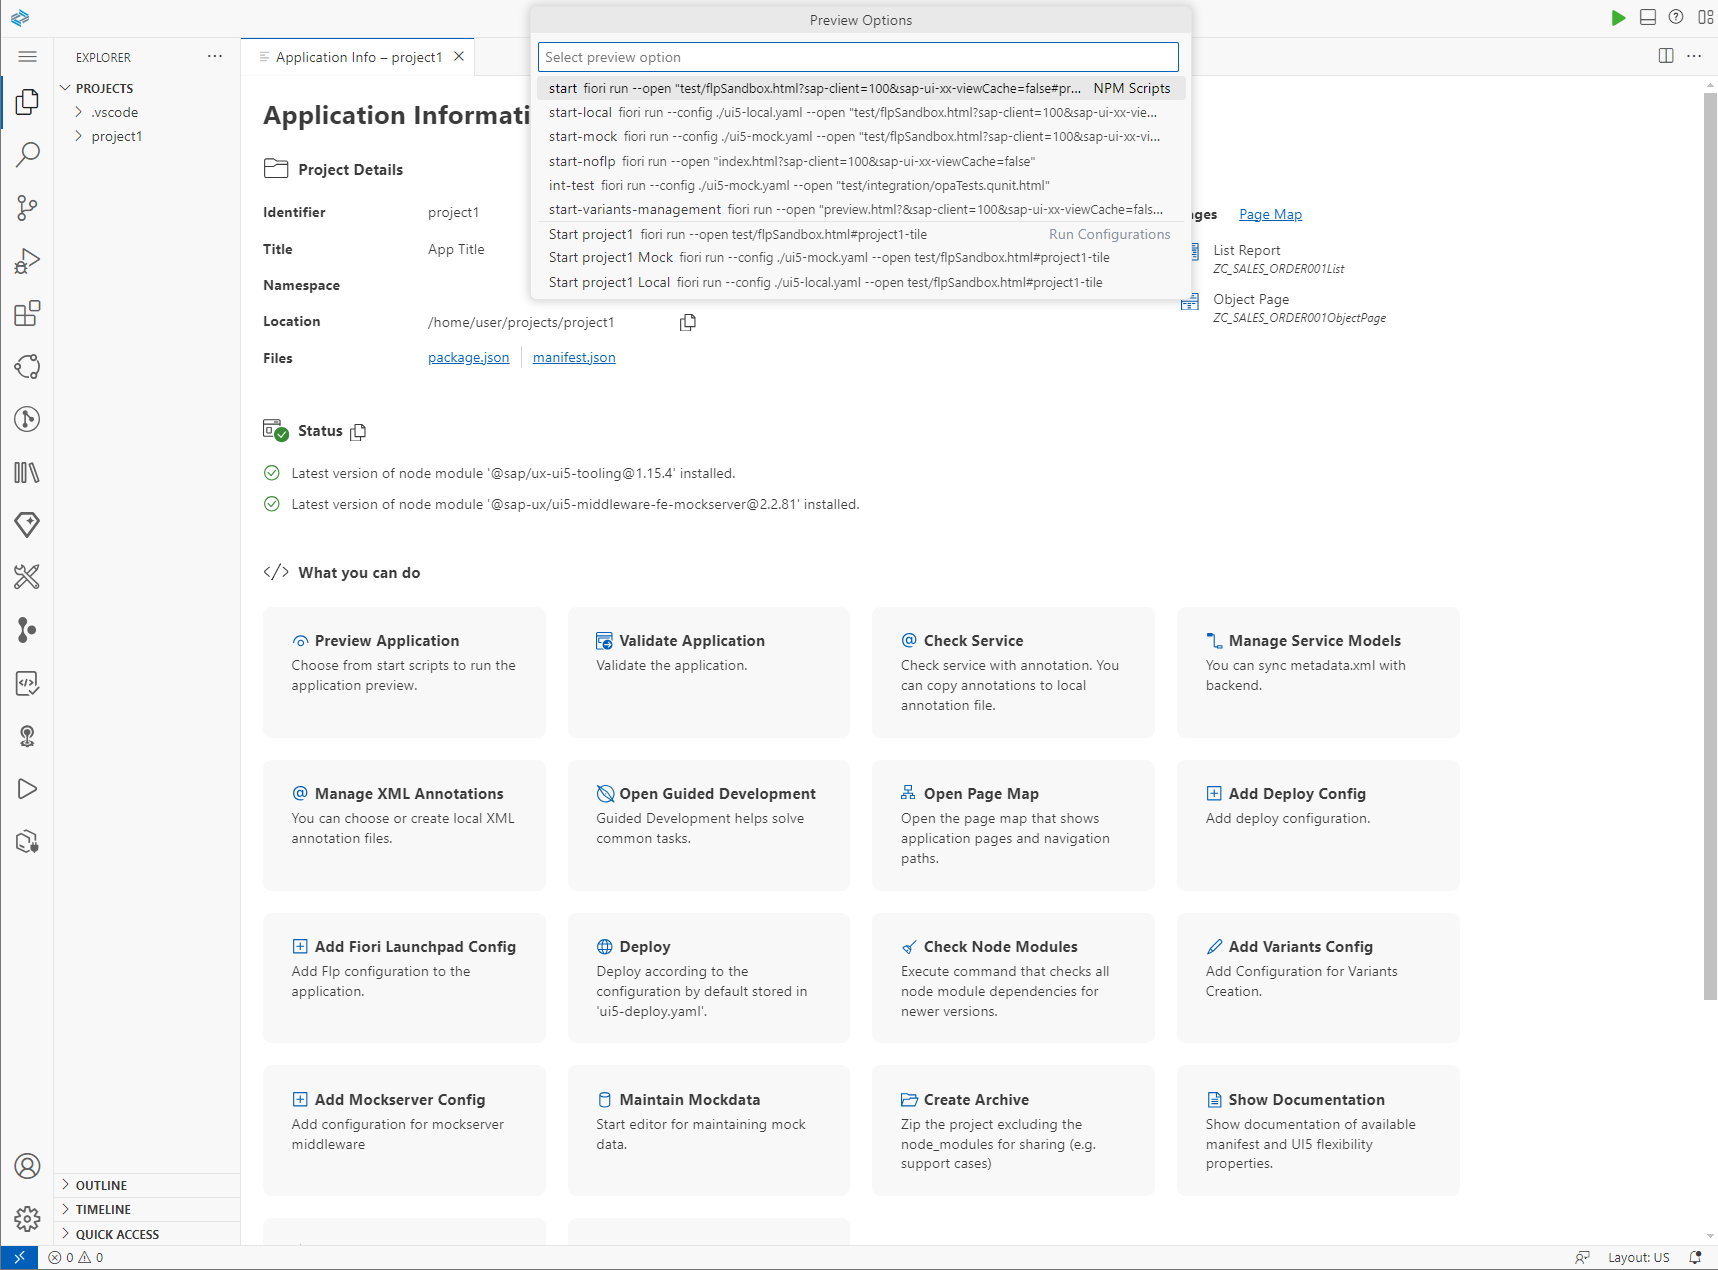 Preview Options
EXPLORER
Application Info – project1
Select preview option
PROJECTS
.vscode
project1
start fiori run --open "test/flpSandbox.html?sap-client=100&sap-ui-xx-viewCache=false#pr... NPM Scripts
start-local fiori run --config ./ui5-local.yaml --open "test/flpSandbox.html?sap-client=100&sap-ui-xx-vie...
start-mock fiori run --config ./ui5-mock.yaml --open "test/flpSandbox.html?sap-client=100&sap-ui-xx-vi...
start-noflp fiori run --open "index.html?sap-client=100&sap-ui-xx-viewCache=false"
int-test fiori run --config ./ui5-mock.yaml --open "test/integration/opaTests.qunit.html"
start-variants-management fiori run --open "preview.html?&sap-client=100&sap-ui-xx-viewCache=fals...
Start project1 fiori run --open test/flpSandbox.html#project1-tile Run Configurations
Start project1 Mock fiori run --config ./ui5-mock.yaml --open test/flpSandbox.html#project1-tile
Start project1 Local fiori run --config ./ui5-local.yaml --open test/flpSandbox.html#project1-tile
Application Informati
Project Details
Identifier project1
Title App Title
Namespace
Location /home/user/projects/project1
Files package.json manifest.json
ges Page Map
List Report
ZC_SALES_ORDER001List
Object Page
ZC_SALES_ORDER001ObjectPage
Status
Latest version of node module '@sap/ux-ui5-tooling@1.15.4' installed.
Latest version of node module '@sap-ux/ui5-middleware-fe-mockserver@2.2.81' installed.
What you can do
Preview Application
Choose from start scripts to run the
application preview.
Validate Application
Validate the application.
Check Service
Check service with annotation. You
can copy annotations to local
annotation file.
Manage Service Models
You can sync metadata.xml with
backend.
Manage XML Annotations
You can choose or create local XML
annotation files.
Open Guided Development
Guided Development helps solve
common tasks.
Open Page Map
Open the page map that shows
application pages and navigation
paths.
Add Deploy Config
Add deploy configuration.
Add Fiori Launchpad Config
Add Flp configuration to the
application.
Deploy
Deploy according to the
configuration by default stored in
'ui5-deploy.yaml'.
Check Node Modules
Execute command that checks all
node module dependencies for
newer versions.
Add Variants Config
Add Configuration for Variants
Creation.
Add Mockserver Config
Add configuration for mockserver
middleware
Maintain Mockdata
Start editor for maintaining mock
data.
Create Archive
Zip the project excluding the
node_modules for sharing (e.g.
support cases)
Show Documentation
Show documentation of available
manifest and UI5 flexibility
properties.
OUTLINE
TIMELINE
QUICK ACCESS
0 0
Layout: US